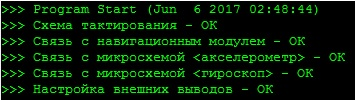 >>> Program Start (Jun  6 2017 02:48:44)
>>> Схема тактирования - OK
>>> Связь с навигационным модулем - OK
>>> Связь с микросхемой <акселерометр> - OK
>>> Связь с микросхемой <гироскоп> - OK
>>> Настройка внешних выводов - OK